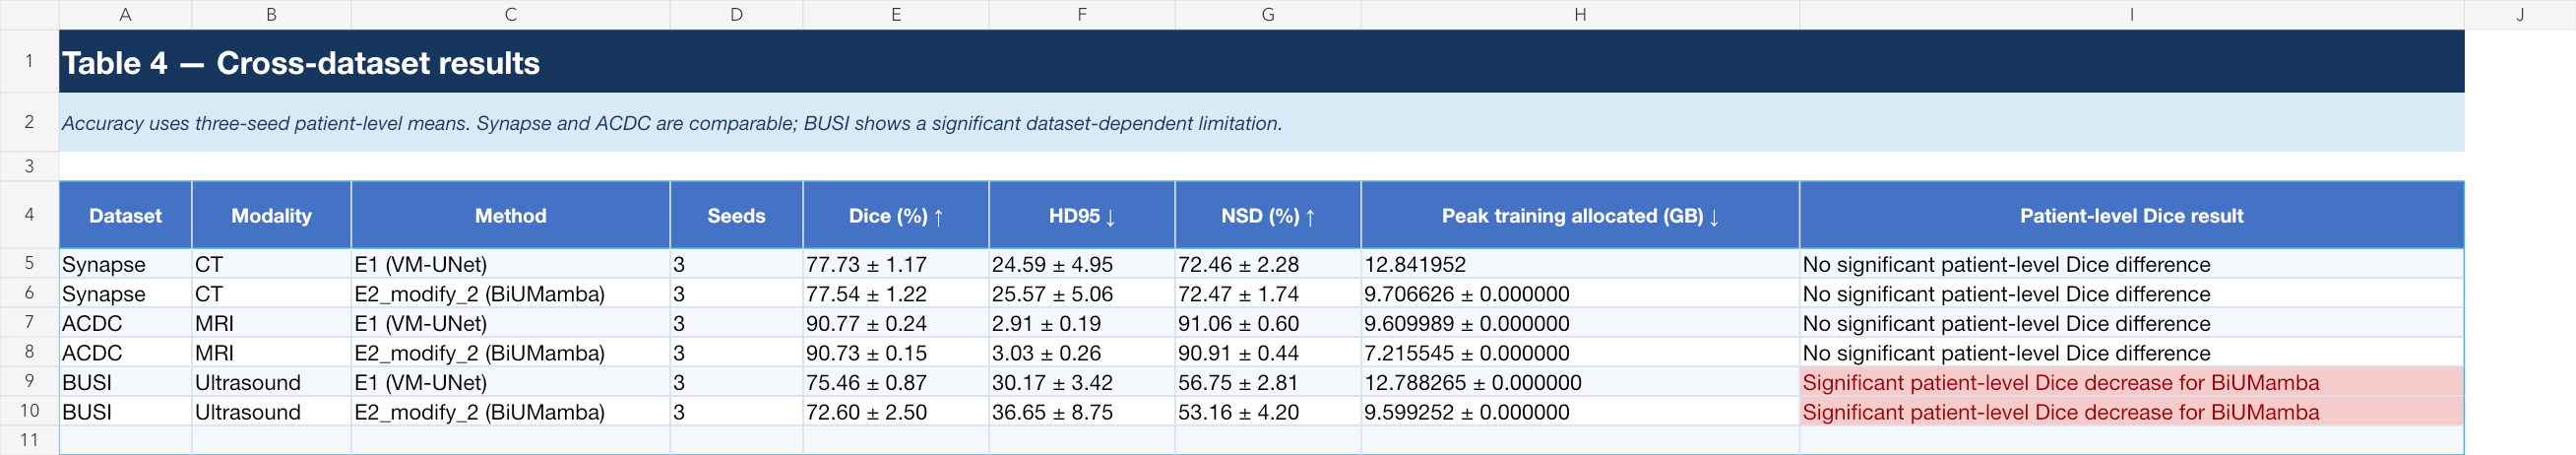 A B C D E F G H I J
1 Table 4 — Cross-dataset results
2 Accuracy uses three-seed patient-level means. Synapse and ACDC are comparable; BUSI shows a significant dataset-dependent limitation.
3
4 Dataset Modality Method Seeds Dice (%) ↑ HD95 ↓ NSD (%) ↑ Peak training allocated (GB) ↓ Patient-level Dice result
5 Synapse CT E1 (VM-UNet) 3 77.73 ± 1.17 24.59 ± 4.95 72.46 ± 2.28 12.841952 No significant patient-level Dice difference
6 Synapse CT E2_modify_2 (BiUMamba) 3 77.54 ± 1.22 25.57 ± 5.06 72.47 ± 1.74 9.706626 ± 0.000000 No significant patient-level Dice difference
7 ACDC MRI E1 (VM-UNet) 3 90.77 ± 0.24 2.91 ± 0.19 91.06 ± 0.60 9.609989 ± 0.000000 No significant patient-level Dice difference
8 ACDC MRI E2_modify_2 (BiUMamba) 3 90.73 ± 0.15 3.03 ± 0.26 90.91 ± 0.44 7.215545 ± 0.000000 No significant patient-level Dice difference
9 BUSI Ultrasound E1 (VM-UNet) 3 75.46 ± 0.87 30.17 ± 3.42 56.75 ± 2.81 12.788265 ± 0.000000 Significant patient-level Dice decrease for BiUMamba
10 BUSI Ultrasound E2_modify_2 (BiUMamba) 3 72.60 ± 2.50 36.65 ± 8.75 53.16 ± 4.20 9.599252 ± 0.000000 Significant patient-level Dice decrease for BiUMamba
11